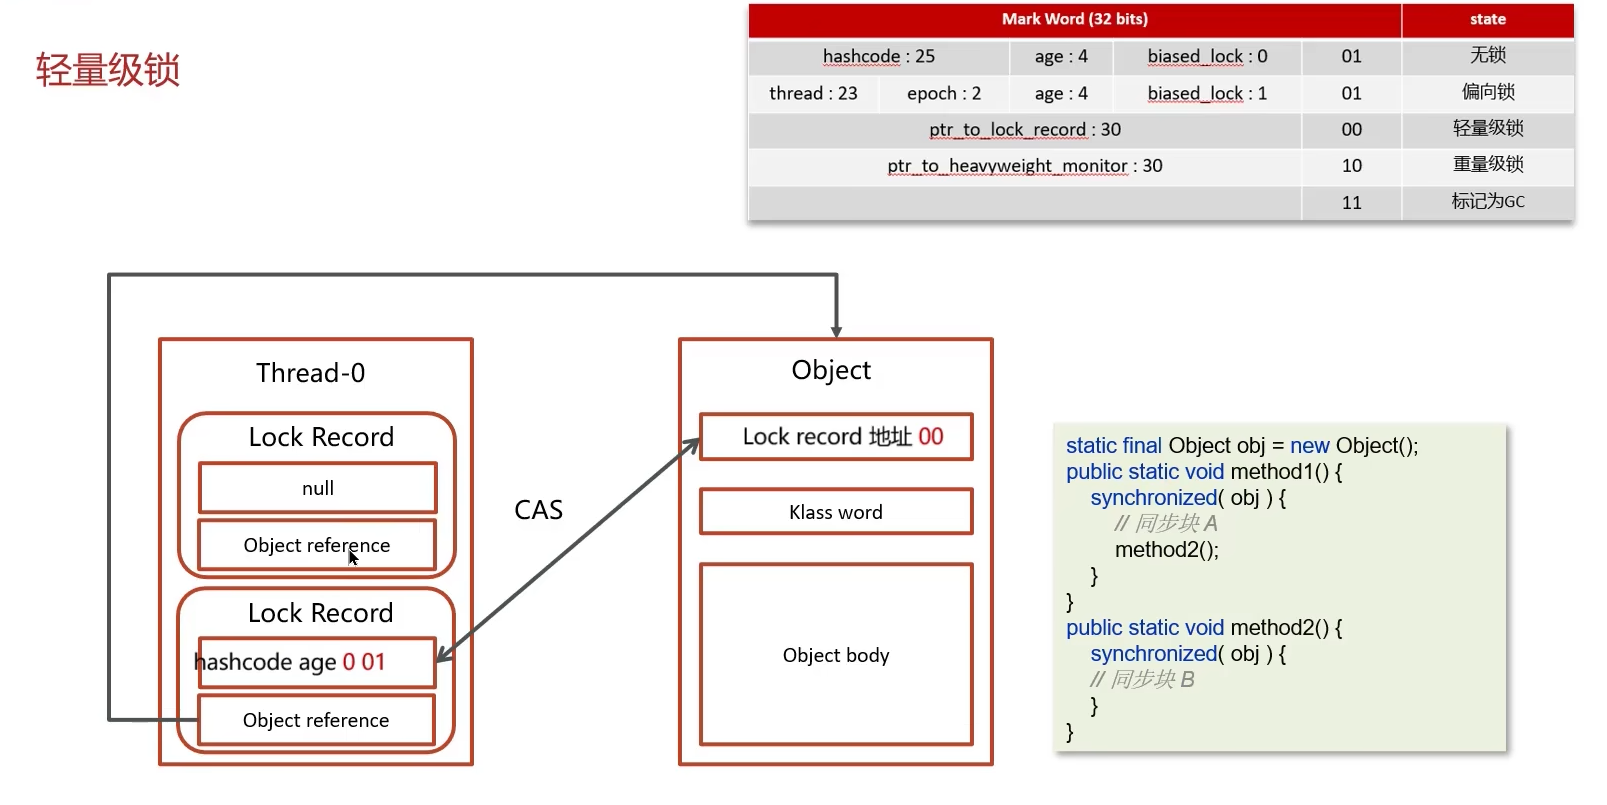 轻量级锁
Mark Word (32 bits) state
hashcode : 25 age : 4 biased_lock : 0 01 无锁
thread : 23 epoch : 2 age : 4 biased_lock : 1 01 偏向锁
ptr_to_lock_record : 30 00 轻量级锁
ptr_to_heavyweight_monitor : 30 10 重量级锁
11 标记为GC
Thread-0
Lock Record
null
Object reference
Lock Record
hashcode age 0 01
Object reference
CAS
Object
Lock record 地址 00
Klass word
Object body
static final Object obj = new Object();
public static void method1() {
synchronized( obj ) {
// 同步块 A
method2();
}
}
public static void method2() {
synchronized( obj ) {
// 同步块 B
}
}